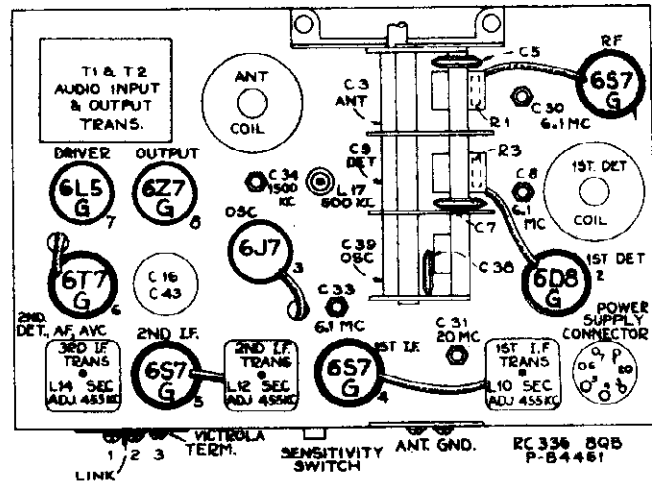 T1 & T2
AUDIO INPUT
& OUTPUT
TRANS.
ANT
COIL
C5
RF
6S7
G
C3
ANT
C30
6.1 MC
R1
DRIVER
OUTPUT
6L5
G
7
6Z7
G
8
C34
1500
KC
L17
600 KC
C9
DET
R3
C8
6.1
MC
1ST. DET
COIL
OSC
6J7
3
C7
C39
OSC
C38
6D8
G
1ST DET
2
6T7
G
6
C16
C43
2ND.
DET., AF, AVC
C33
6.1 MC
C31
20 MC
POWER
SUPPLY
CONNECTOR
3RD I.F.
TRANS
L14 SEC
ADJ 455KC
2ND I.F.
6S7
G
5
2ND I.F.
TRANS
L12 SEC
ADJ 455KC
1ST I.F.
6S7
G
4
1ST I.F
TRANS
L10 SEC
ADJ 455KC
1 2 3
VICTROLA
TERM.
LINK
SENSITIVITY
SWITCH
ANT. GND.
RC 336 8QB
P-84461